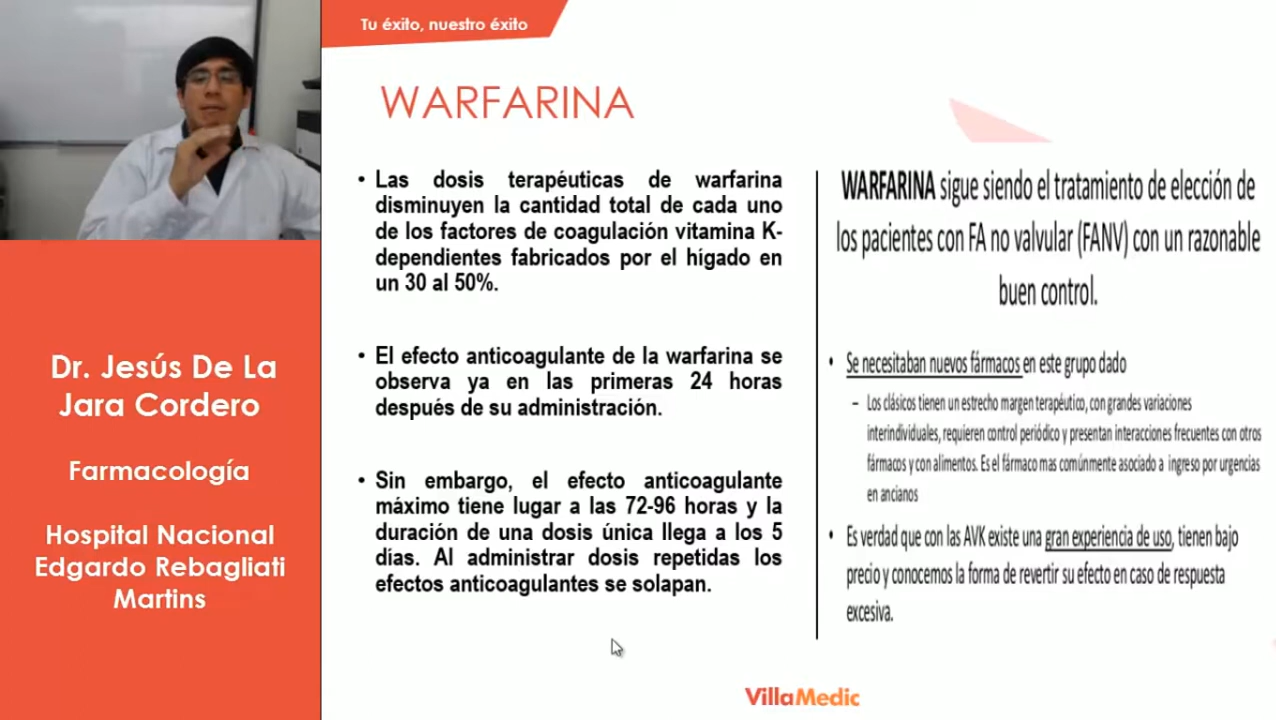 Tu éxito, nuestro éxito
WARFARINA
• Las dosis terapéuticas de warfarina
disminuyen la cantidad total de cada uno
de los factores de coagulación vitamina K-
dependientes fabricados por el hígado en
un 30 al 50%.
• El efecto anticoagulante de la warfarina se
observa ya en las primeras 24 horas
después de su administración.
• Sin embargo, el efecto anticoagulante
máximo tiene lugar a las 72-96 horas y la
duración de una dosis única llega a los 5
días. Al administrar dosis repetidas los
efectos anticoagulantes se solapan.
WARFARINA sigue siendo el tratamiento de elección de
los pacientes con FA no valvular (FANV) con un razonable
buen control.
• Se necesitaban nuevos fármacos en este grupo dado
– Los clásicos tienen un estrecho margen terapéutico, con grandes variaciones
interindividuales, requieren control periódico y presentan interacciones frecuentes con otros
fármacos y con alimentos. Es el fármaco mas comúnmente asociado a ingreso por urgencias
en ancianos
• Es verdad que con las AVK existe una gran experiencia de uso, tienen bajo
precio y conocemos la forma de revertir su efecto en caso de respuesta
excesiva.
Dr. Jesús De La
Jara Cordero
Farmacología
Hospital Nacional
Edgardo Rebagliati
Martins
VillaMedic